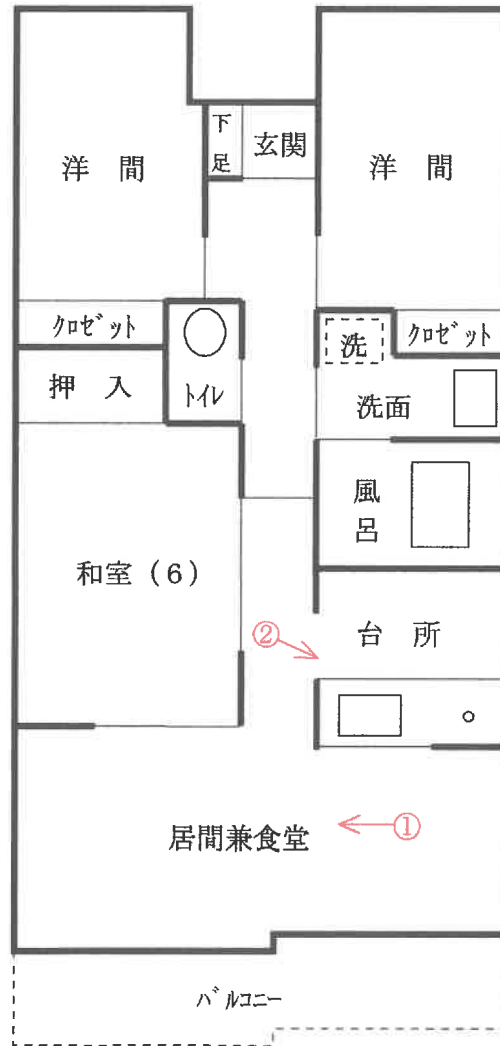 下足
玄関
洋 間
洋 間
クロゼット
洗
クロゼット
押 入
トイレ
洗面
風呂
和室（6）
②
台 所
居間兼食堂
①
バルコニー